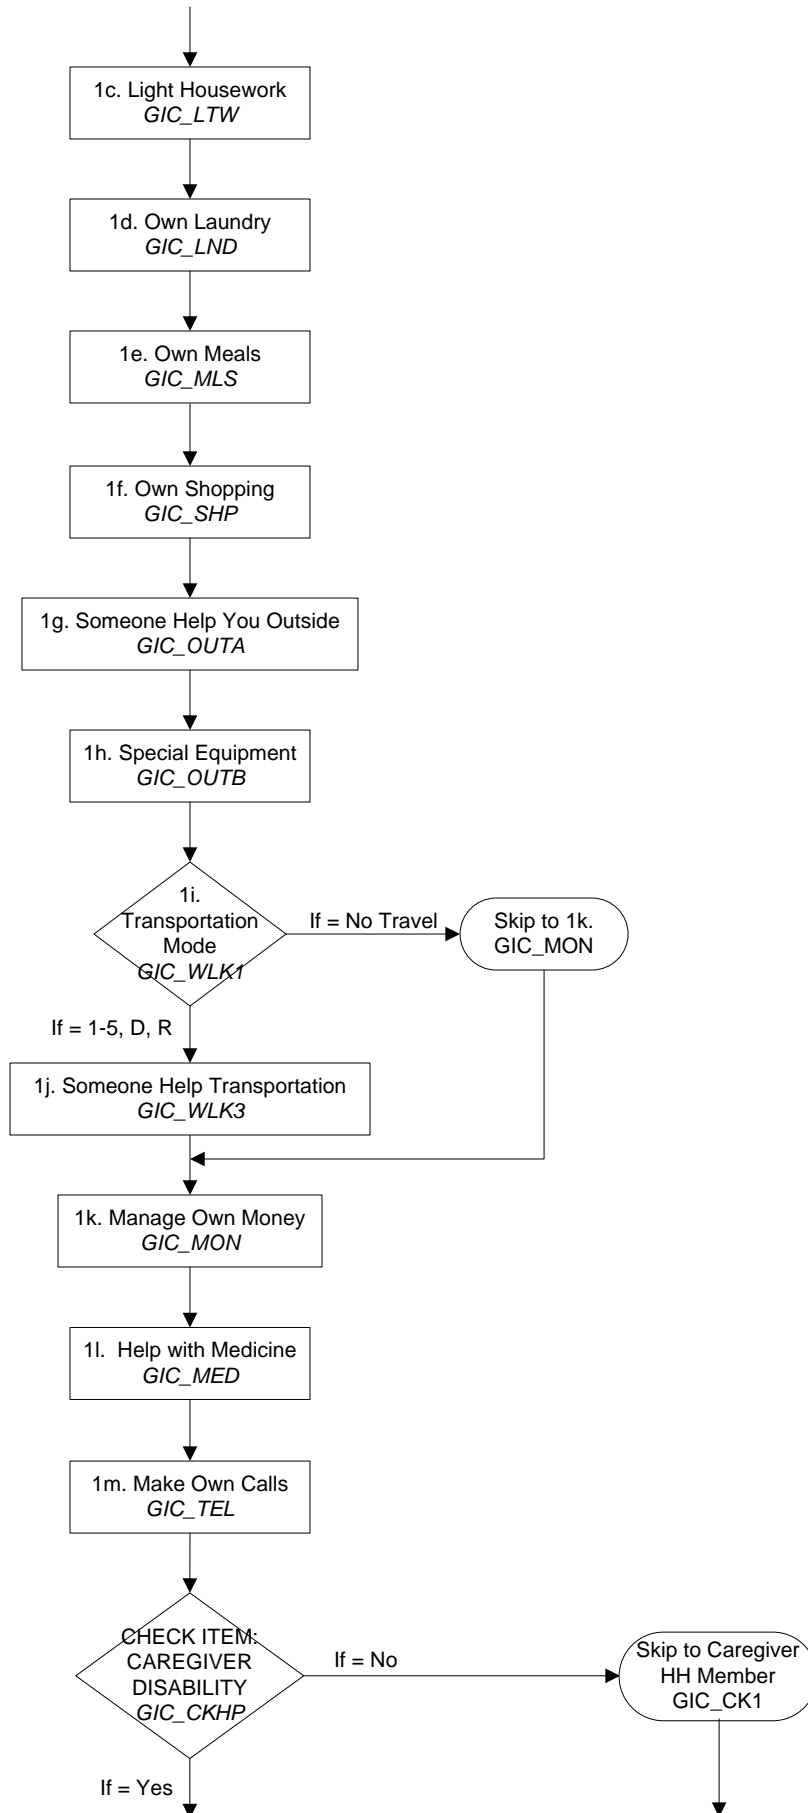 1c. Light Housework
GIC_LTW
1d. Own Laundry
GIC_LND
1e. Own Meals
GIC_MLS
1f. Own Shopping
GIC_SHP
1g. Someone Help You Outside
GIC_OUTA
1h. Special Equipment
GIC_OUTB
1i.
Transportation
Mode
GIC_WLK1
If = No Travel
Skip to 1k.
GIC_MON
If = 1-5, D, R
1j. Someone Help Transportation
GIC_WLK3
1k. Manage Own Money
GIC_MON
1l.  Help with Medicine
GIC_MED
1m. Make Own Calls
GIC_TEL
CHECK ITEM:
CAREGIVER
DISABILITY
GIC_CKHP
If = No
Skip to Caregiver
HH Member
GIC_CK1
If = Yes